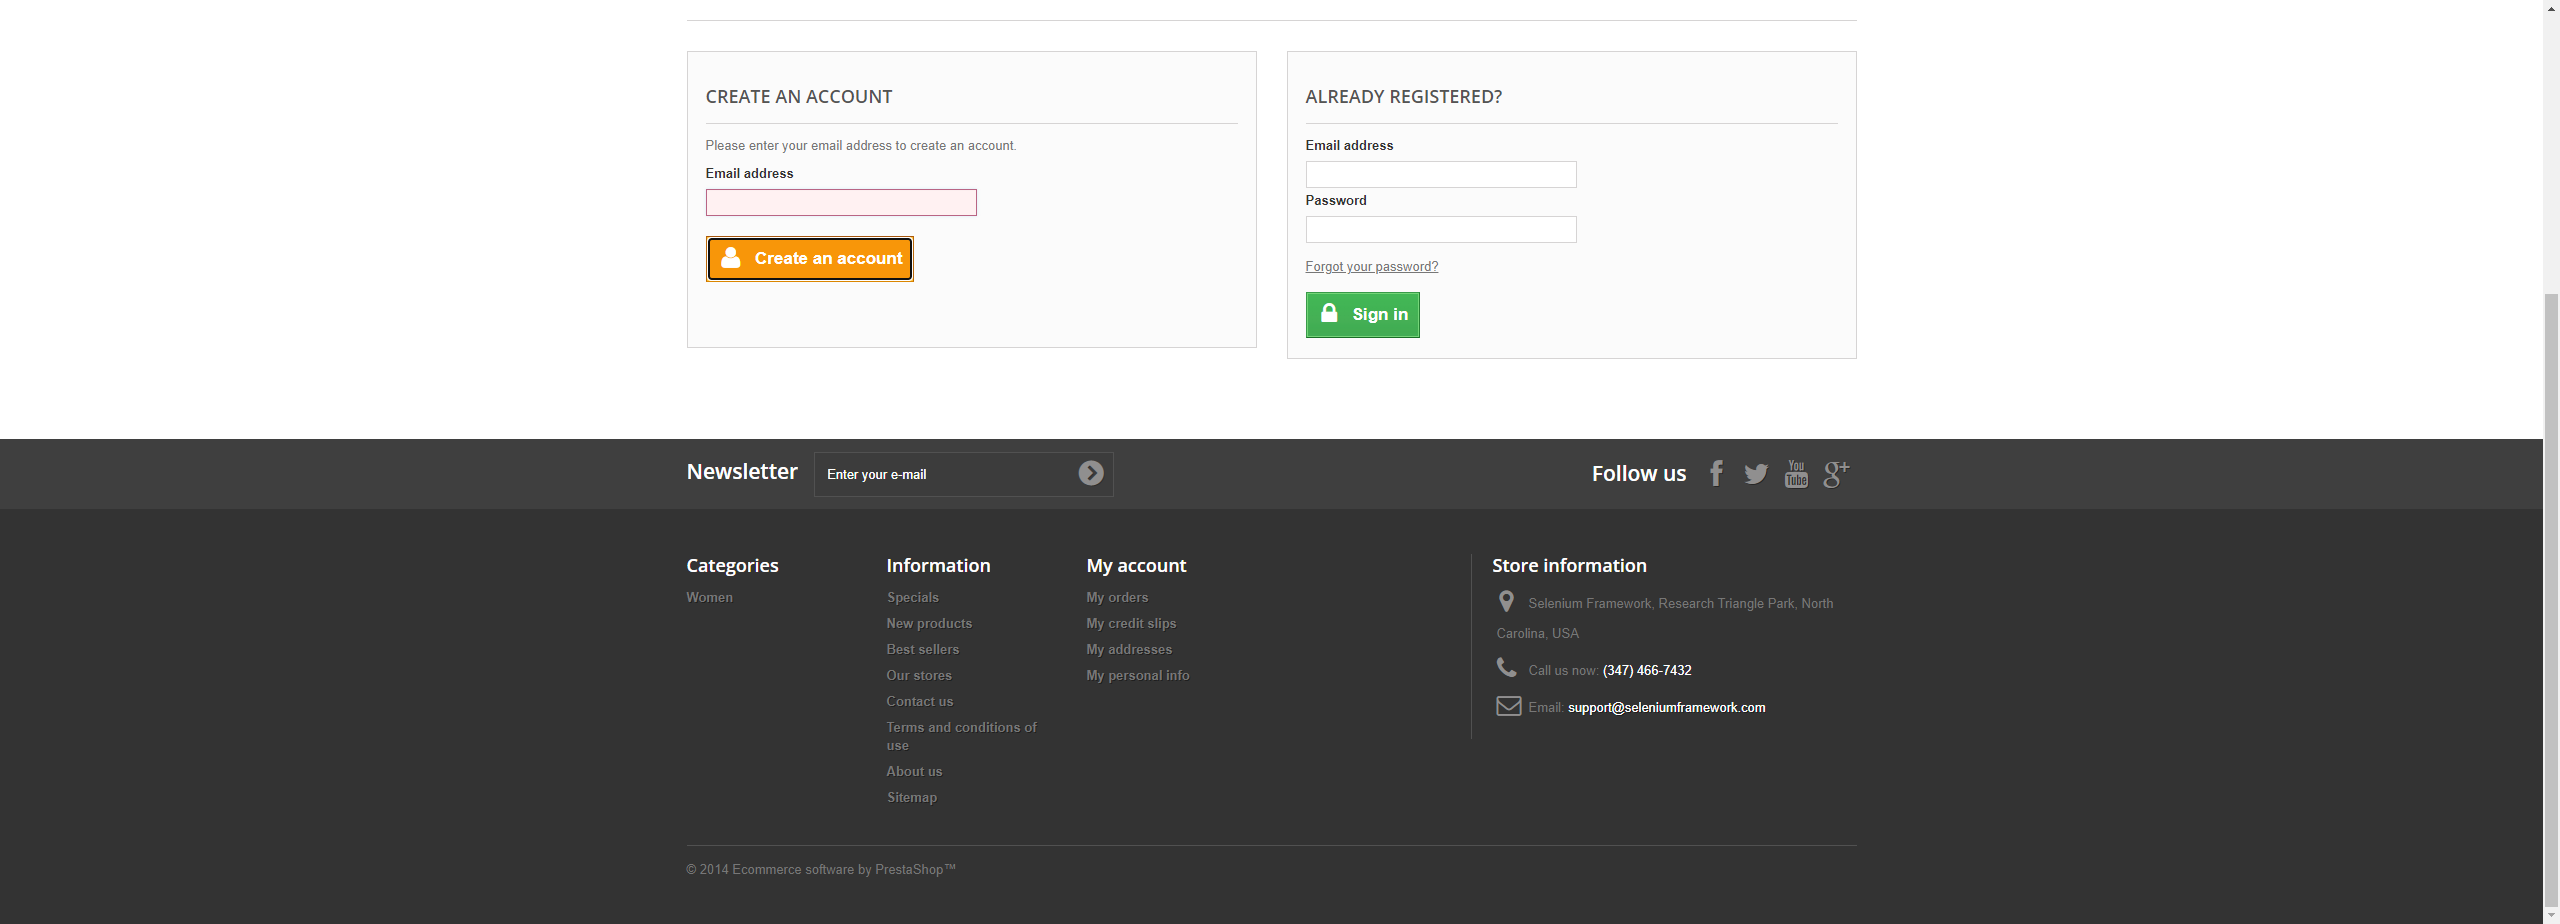 CREATE AN ACCOUNT
Please enter your email address to create an account.
Email address
Create an account
ALREADY REGISTERED?
Email address
Password
Forgot your password?
Sign in
Newsletter
Enter your e-mail
Follow us
You
Tube
g+
Categories
Women
Information
Specials
New products
Best sellers
Our stores
Contact us
Terms and conditions of
use
About us
Sitemap
My account
My orders
My credit slips
My addresses
My personal info
Store information
Selenium Framework, Research Triangle Park, North
Carolina, USA
Call us now: (347) 466-7432
Email: support@seleniumframework.com
© 2014 Ecommerce software by PrestaShop™